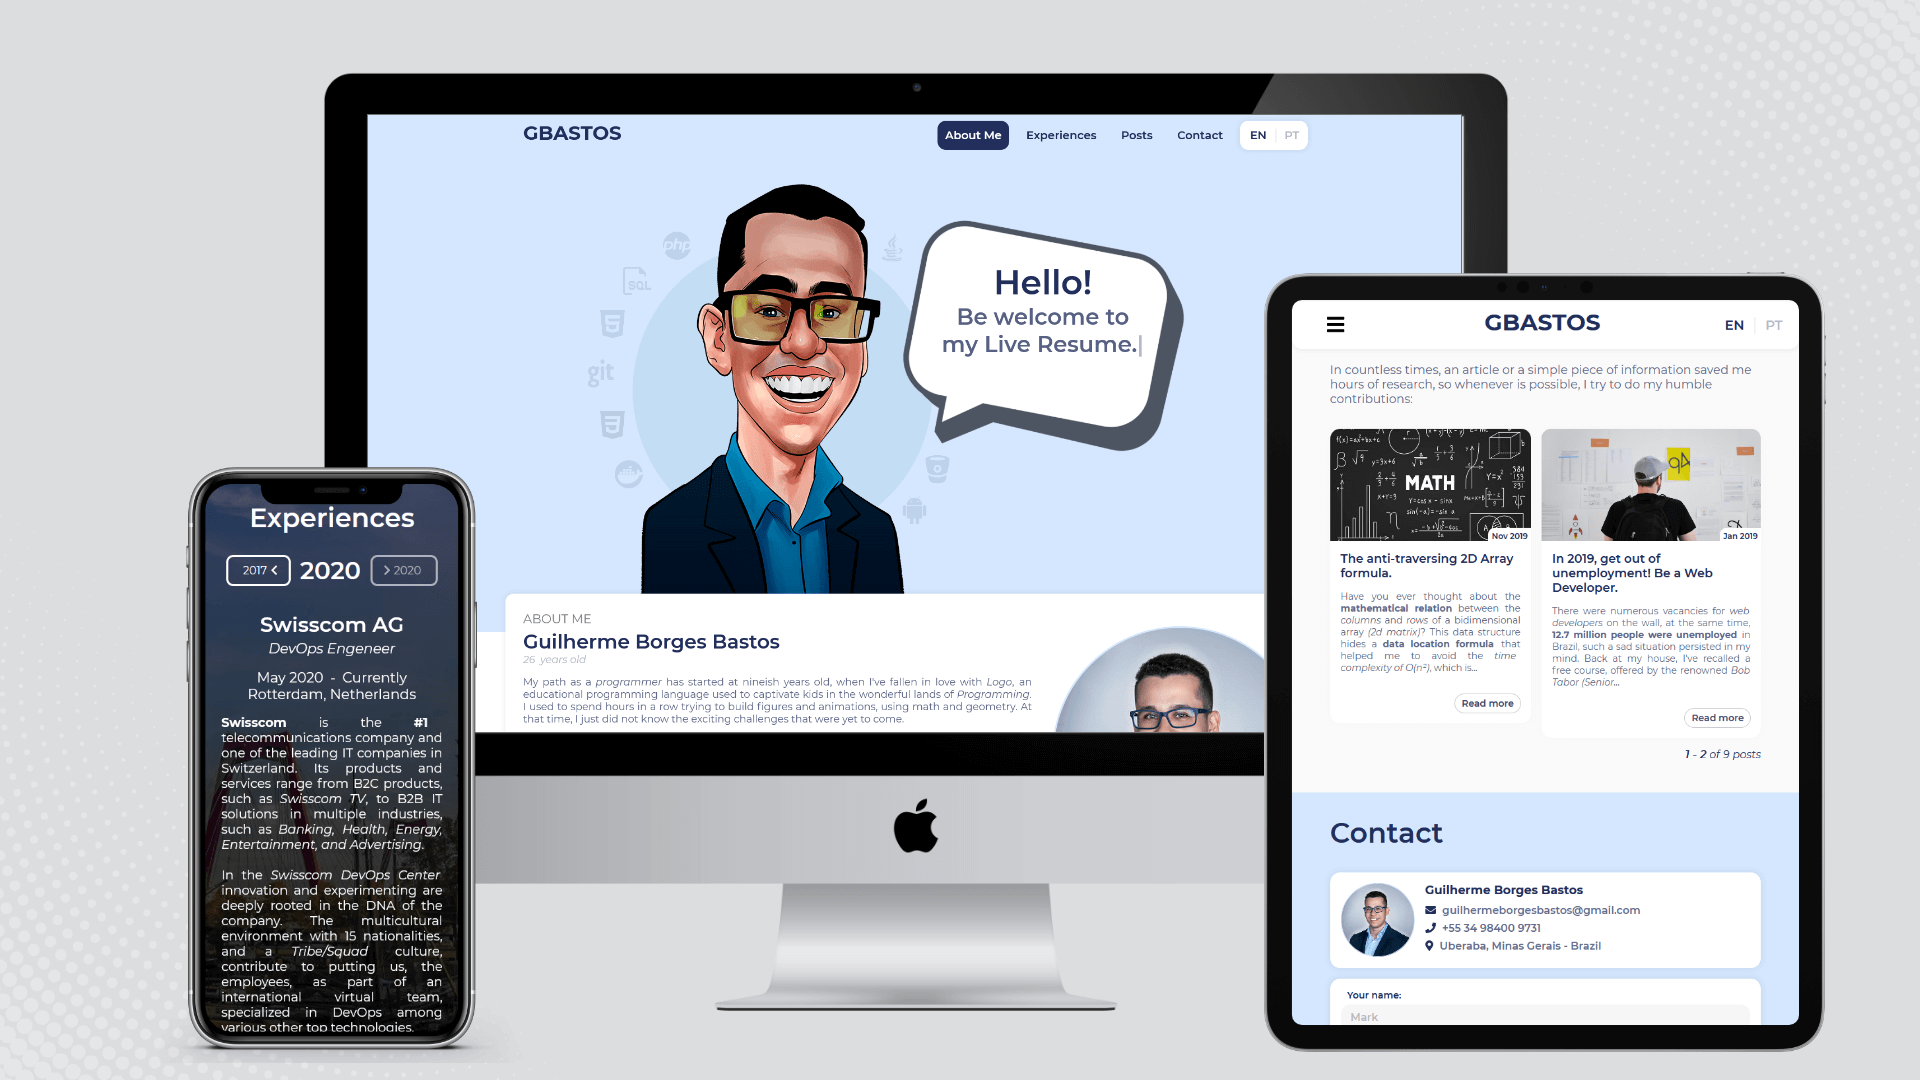 GBASTOS
About Me
Experiences
Posts
Contact
EN | PT
php
SQL
git
Hello!
Be welcome to
my Live Resume.|
ABOUT ME
Guilherme Borges Bastos
26 years old
My path as a programmer has started at nineish years old, when I've fallen in love with Logo, an
educational programming language used to captivate kids in the wonderful lands of Programming.
I used to spend hours in a row trying to build figures and animations, using math and geometry. At
that time, I just did not know the exciting challenges that were yet to come.
Experiences
2017
2020
2020
Swisscom AG
DevOps Engeneer
May 2020 - Currently
Rotterdam, Netherlands
Swisscom is the #1
telecommunications company and
one of the leading IT companies in
Switzerland. Its products and
services range from B2C products,
such as Swisscom TV, to B2B IT
solutions in multiple industries,
such as Banking, Health, Energy,
Entertainment, and Advertising.
In the Swisscom DevOps Center
innovation and experimenting are
deeply rooted in the DNA of the
company. The multicultural
environment with 15 nationalities,
and a Tribe/Squad culture,
contribute to putting us, the
employees, as part of an
international virtual team,
specialized in DevOps among
various other top technologies.
GBASTOS
EN | PT
In countless times, an article or a simple piece of information saved me
hours of research, so whenever is possible, I try to do my humble
contributions:
MATH
Nov 2019
The anti-traversing 2D Array
formula.
Have you ever thought about the
mathematical relation between the
columns and rows of a bidimensional
array (2d matrix)? This data structure
hides a data location formula that
helped me to avoid the time
complexity of O(n²), which is...
Read more
Jan 2019
In 2019, get out of
unemployment! Be a Web
Developer.
There were numerous vacancies for web
developers on the wall, at the same time,
12.7 million people were unemployed in
Brazil, such a sad situation persisted in my
mind. Back at my house, I've recalled a
free course, offered by the renowned Bob
Tabor (Senior...
Read more
1 - 2 of 9 posts
Contact
Guilherme Borges Bastos
guilhermeborgesbastos@gmail.com
+55 34 98400 9731
Uberaba, Minas Gerais - Brazil
Your name:
Mark